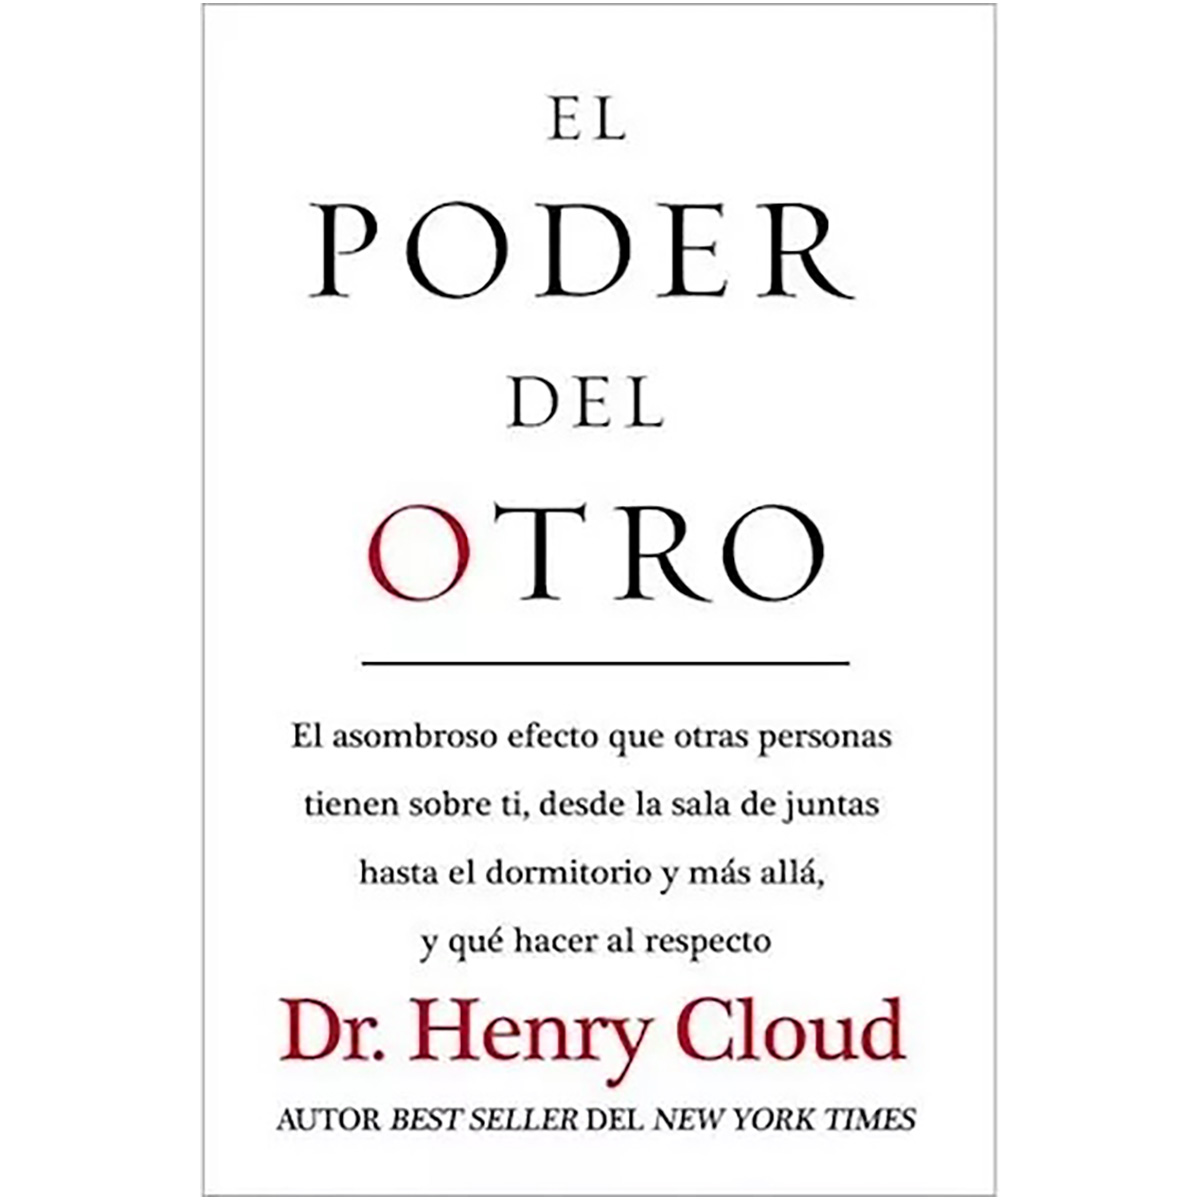 EL
PODER
DEL
OTRO
El asombroso efecto que otras personas
tienen sobre ti, desde la sala de juntas
hasta el dormitorio y más allá,
y qué hacer al respecto
Dr. Henry Cloud
AUTOR BEST SELLER DEL NEW YORK TIMES